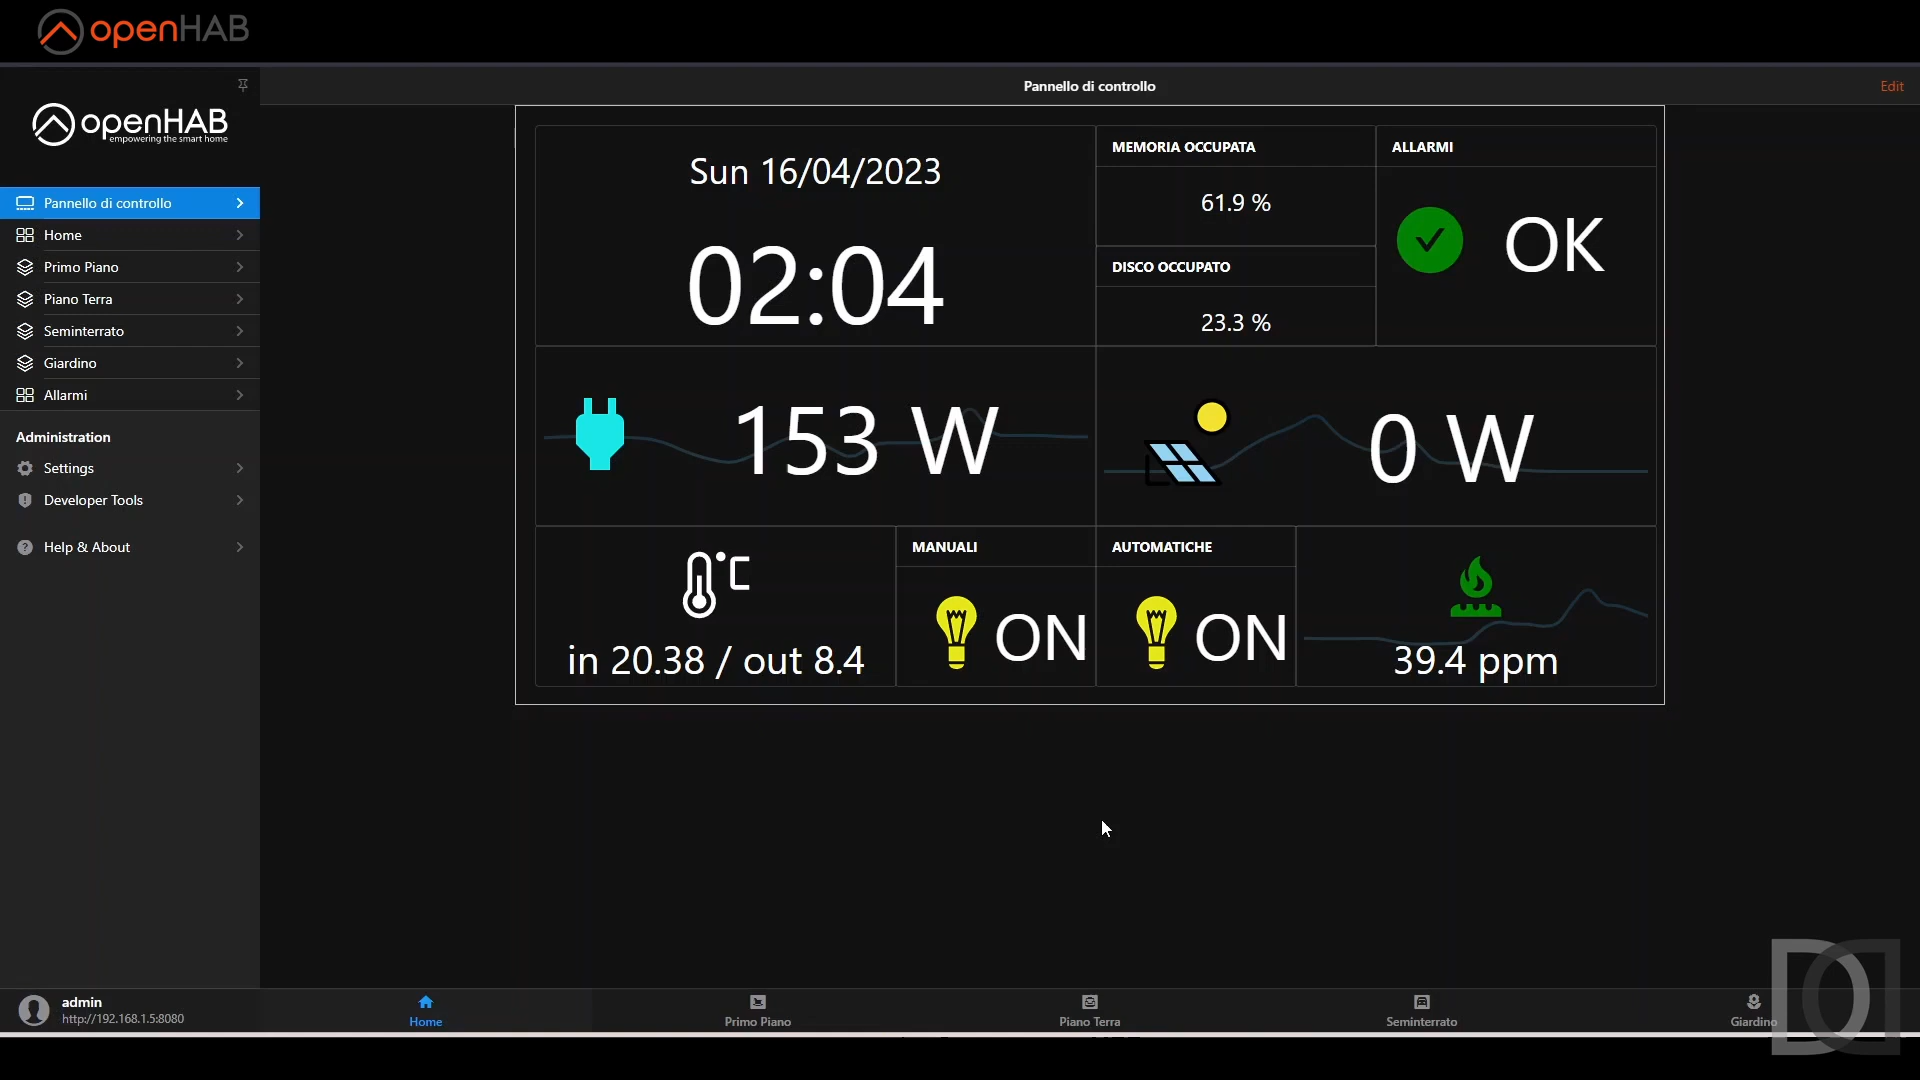 openHAB
Pannello di controllo
Edit
openHAB
empowering the smart home
Pannello di controllo
Home
Primo Piano
Piano Terra
Seminterrato
Giardino
Allarmi
Administration
Settings
Developer Tools
Help & About
admin
http://192.168.1.5:8080
Sun 16/04/2023
02:04
MEMORIA OCCUPATA
61.9 %
DISCO OCCUPATO
23.3 %
ALLARMI
OK
153 W
0 W
°C
in 20.38 / out 8.4
MANUALI
ON
AUTOMATICHE
ON
39.4 ppm
Home
Primo Piano
Piano Terra
Seminterrato
Giardino